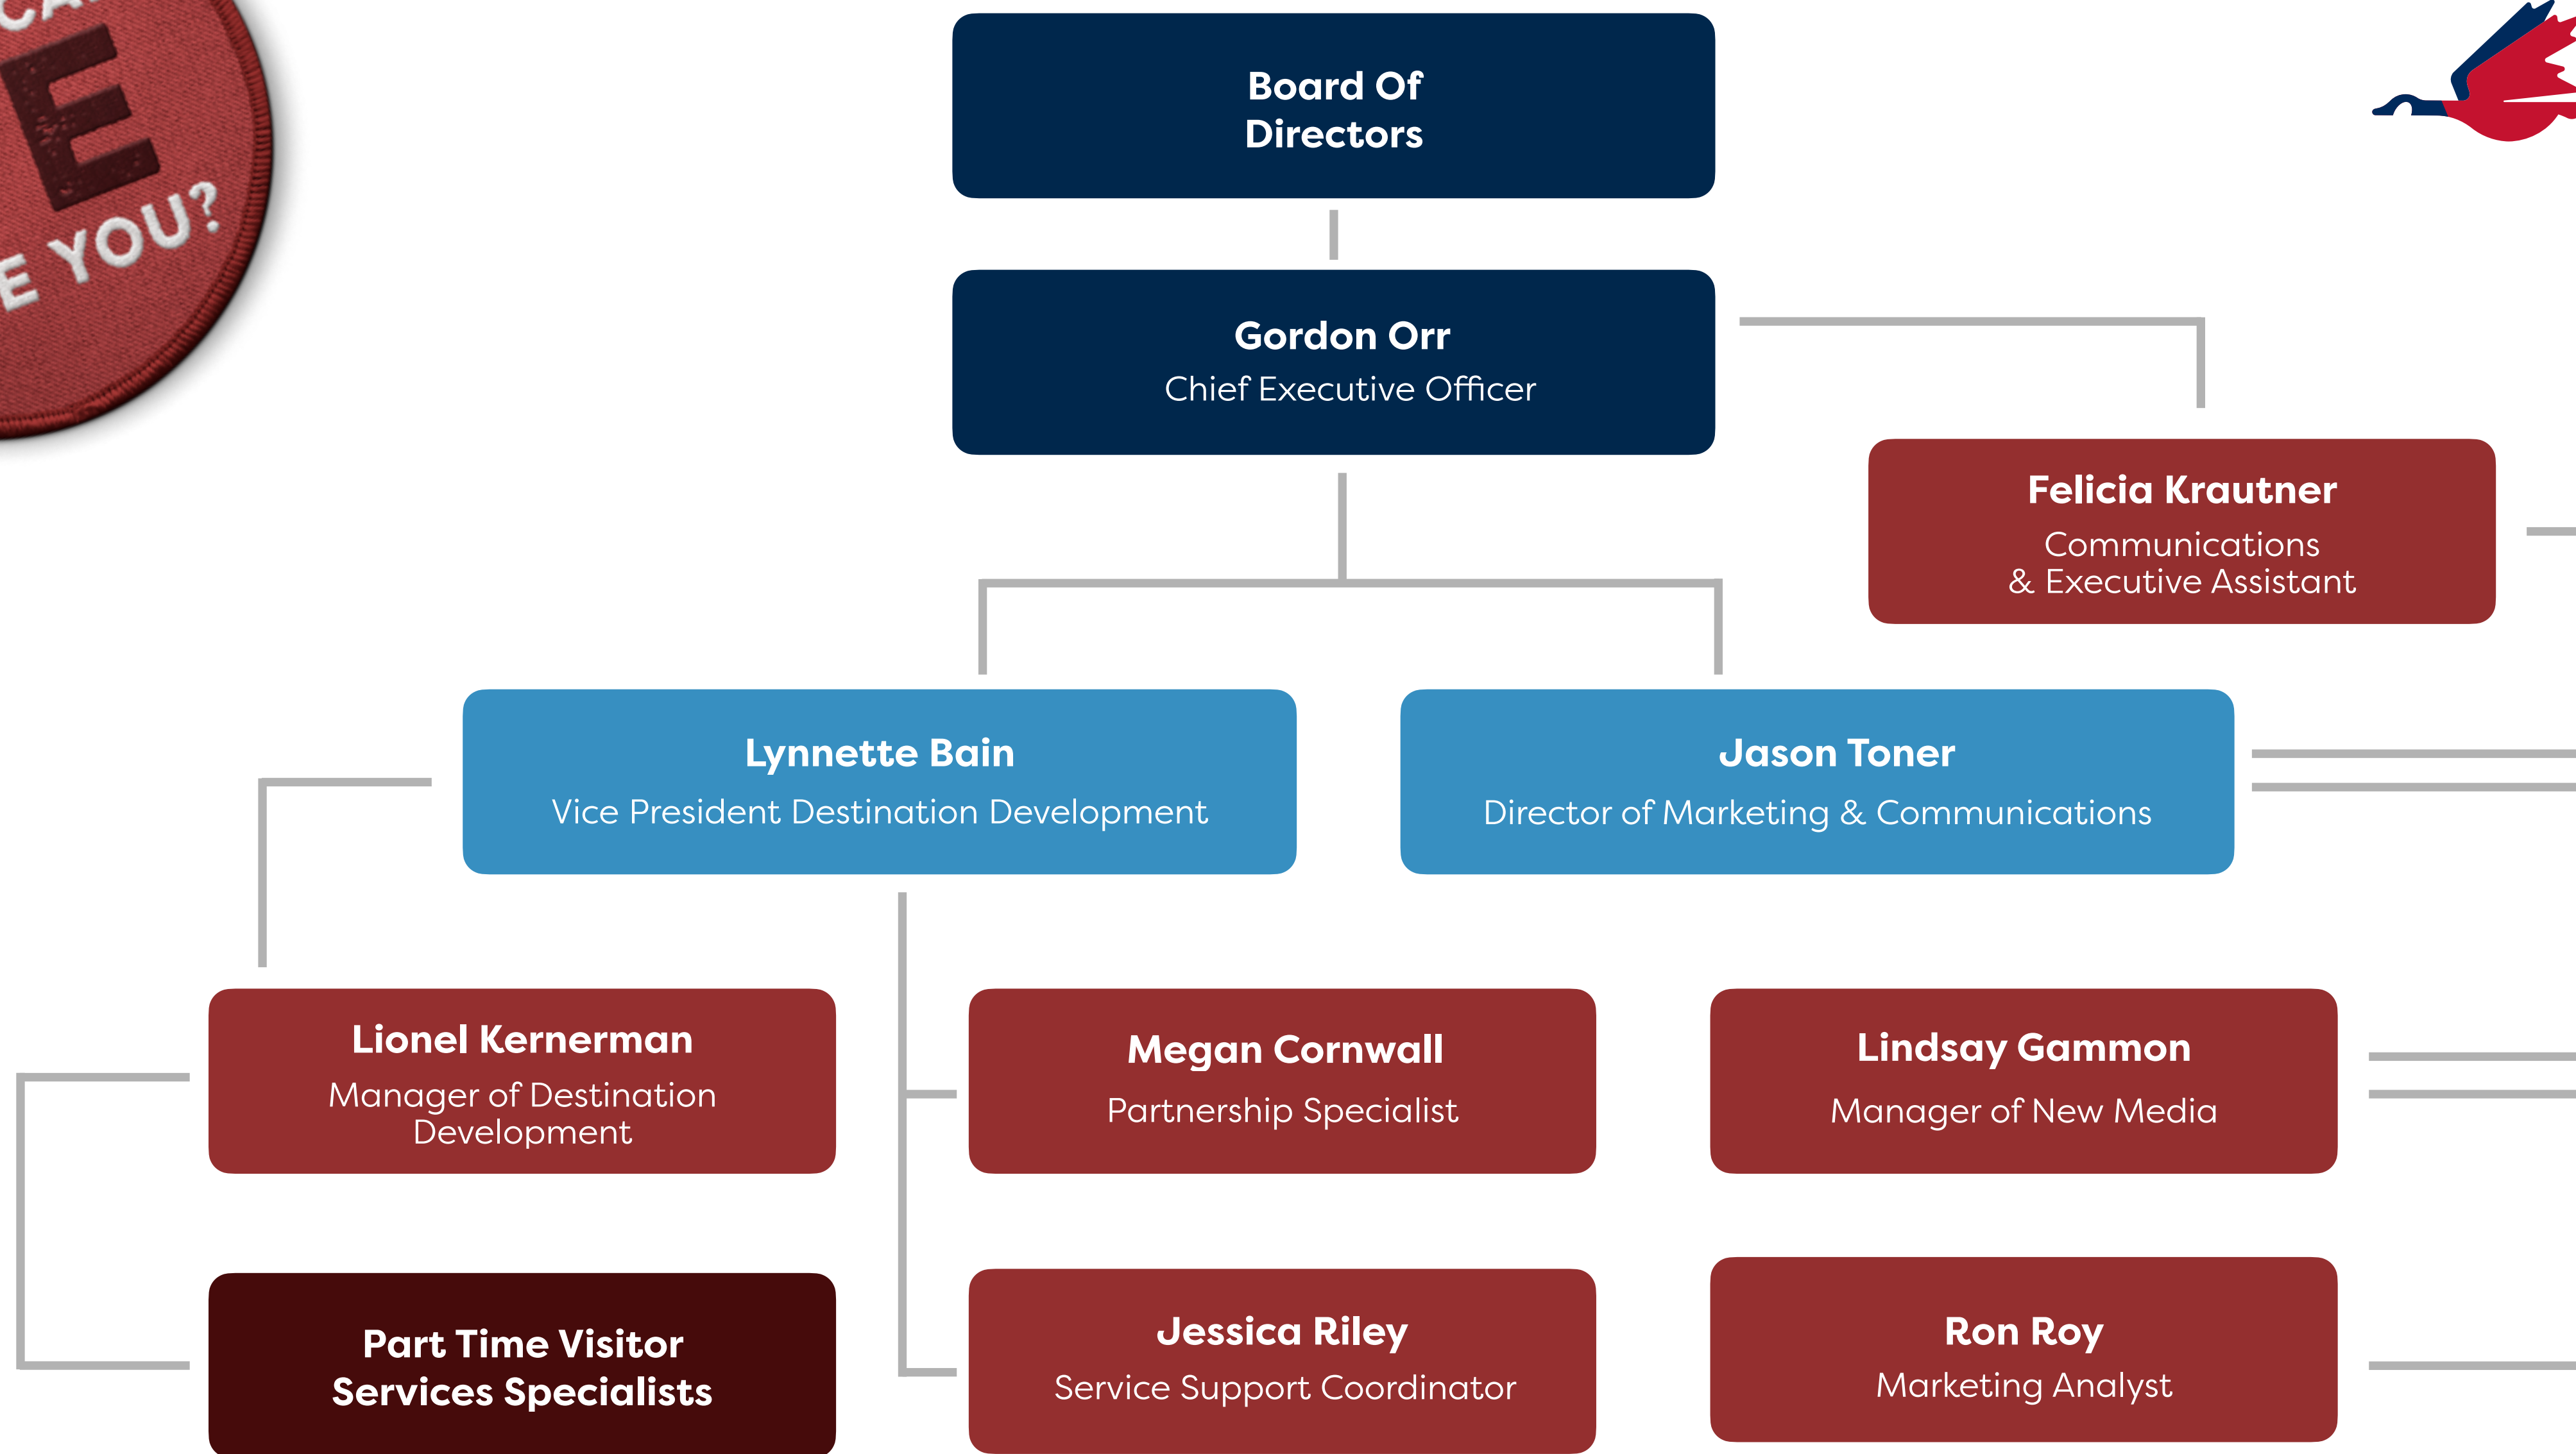 E
YOU?
Board Of
Directors
Gordon Orr
Chief Executive Officer
Felicia Krautner
Communications
& Executive Assistant
Lynnette Bain
Vice President Destination Development
Jason Toner
Director of Marketing & Communications
Lionel Kernerman
Manager of Destination
Development
Megan Cornwall
Partnership Specialist
Lindsay Gammon
Manager of New Media
Part Time Visitor
Services Specialists
Jessica Riley
Service Support Coordinator
Ron Roy
Marketing Analyst